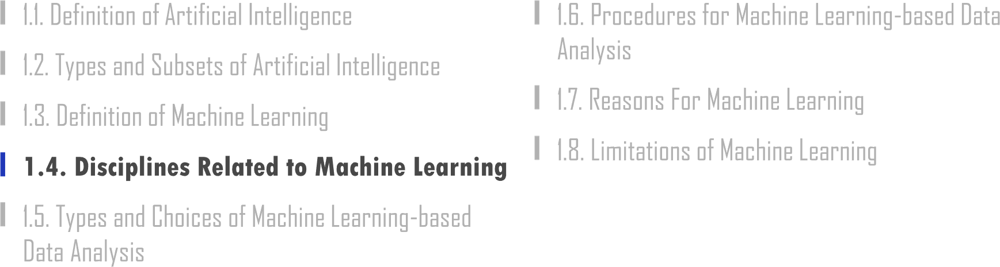 1.1. Definition of Artificial Intelligence
1.2. Types and Subsets of Artificial Intelligence
1.3. Definition of Machine Learning
1.4. Disciplines Related to Machine Learning
1.5. Types and Choices of Machine Learning-based
Data Analysis
1.6. Procedures for Machine Learning-based Data
Analysis
1.7. Reasons For Machine Learning
1.8. Limitations of Machine Learning